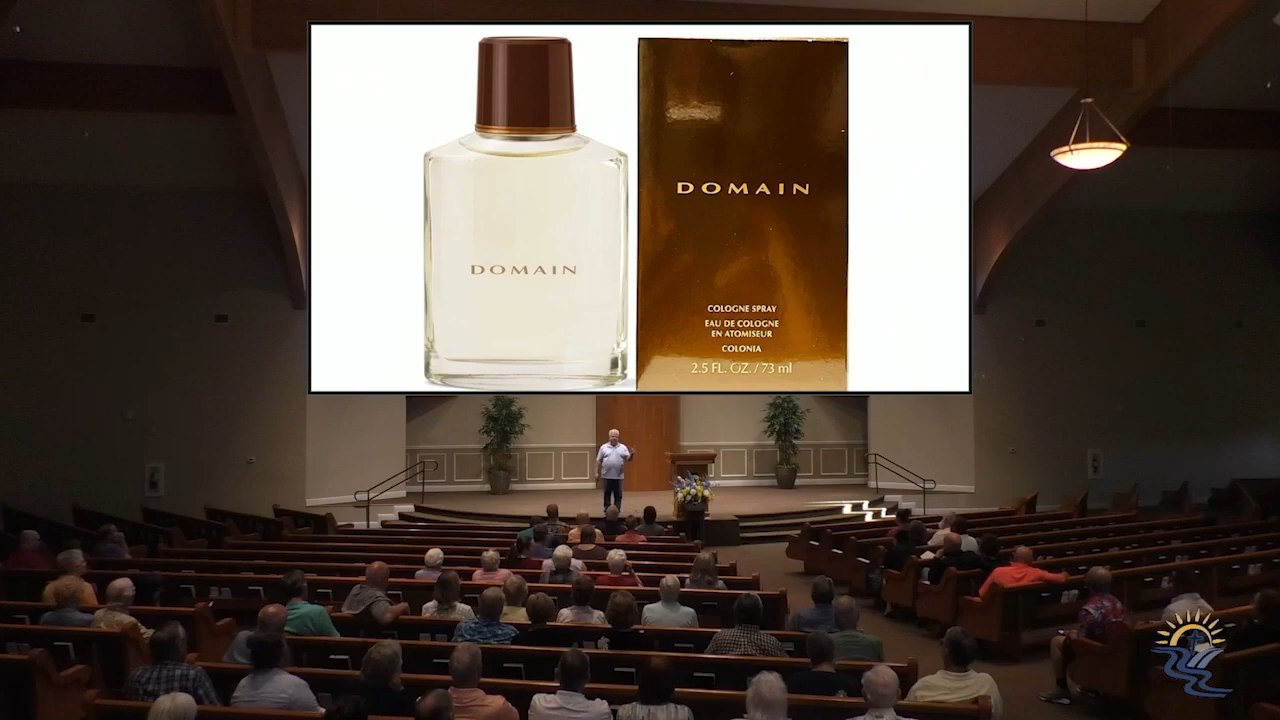 DOMAIN
DOMAIN
COLOGNE SPRAY
EAU DE COLOGNE
EN ATOMISEUR
COLONIA
2.5 FL. OZ. / 73 ml